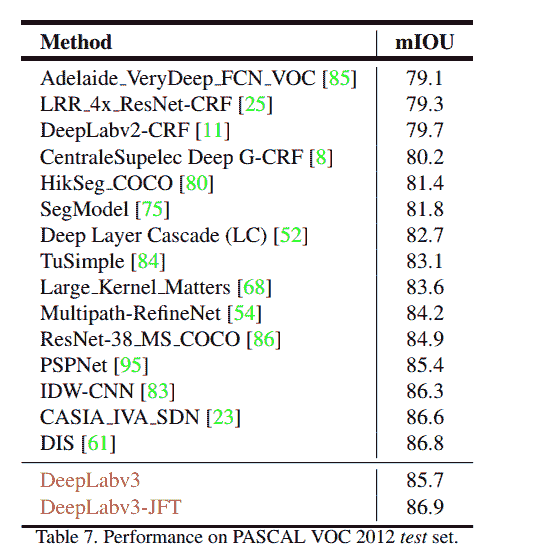 Method mIOU
Adelaide_VeryDeep_FCN_VOC [85] 79.1
LRR_4x_ResNet-CRF [25] 79.3
DeepLabv2-CRF [11] 79.7
CentraleSupelec Deep G-CRF [8] 80.2
HikSeg_COCO [80] 81.4
SegModel [75] 81.8
Deep Layer Cascade (LC) [52] 82.7
TuSimple [84] 83.1
Large_Kernel_Matters [68] 83.6
Multipath-RefineNet [54] 84.2
ResNet-38_MS_COCO [86] 84.9
PSPNet [95] 85.4
IDW-CNN [83] 86.3
CASIA_IVA_SDN [23] 86.6
DIS [61] 86.8
DeepLabv3 85.7
DeepLabv3-JFT 86.9
Table 7. Performance on PASCAL VOC 2012 test set.